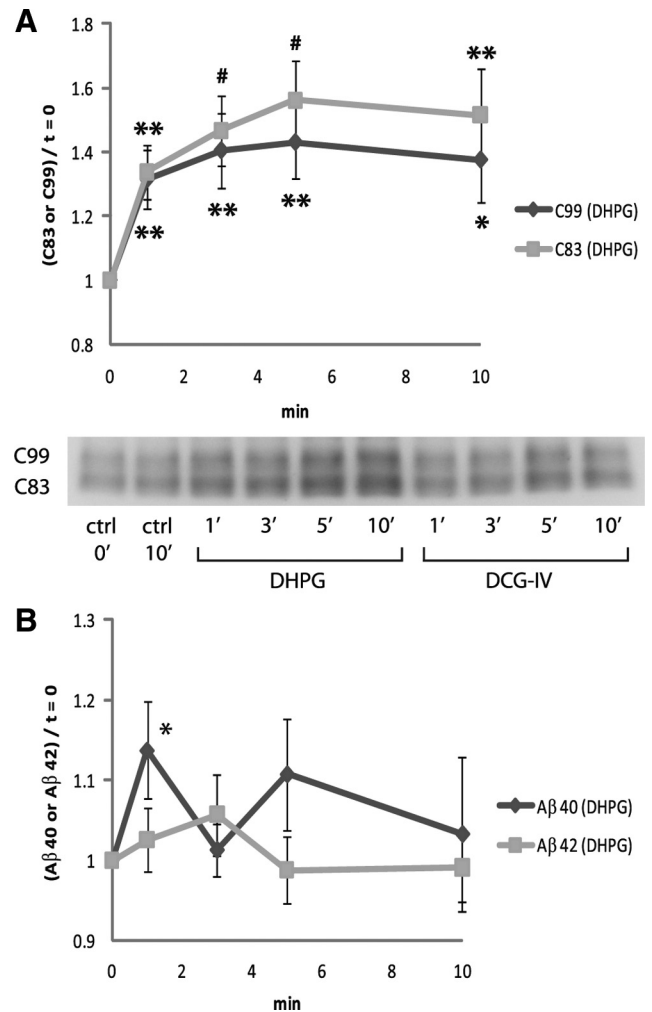 A
(C83 or C99) / t = 0
1.8
1.6
1.4
1.2
1
0.8
** ** # ** # ** ** *
0 2 4 6 8 10
min
C99 (DHPG)
C83 (DHPG)
C99
C83
ctrl 0′ ctrl 10′ 1′ 3′ 5′ 10′ 1′ 3′ 5′ 10′
DHPG DCG-IV
B
(Aβ 40 or Aβ 42) / t = 0
1.3
1.2
1.1
1
0.9
*
0 2 4 6 8 10
min
Aβ 40 (DHPG)
Aβ 42 (DHPG)